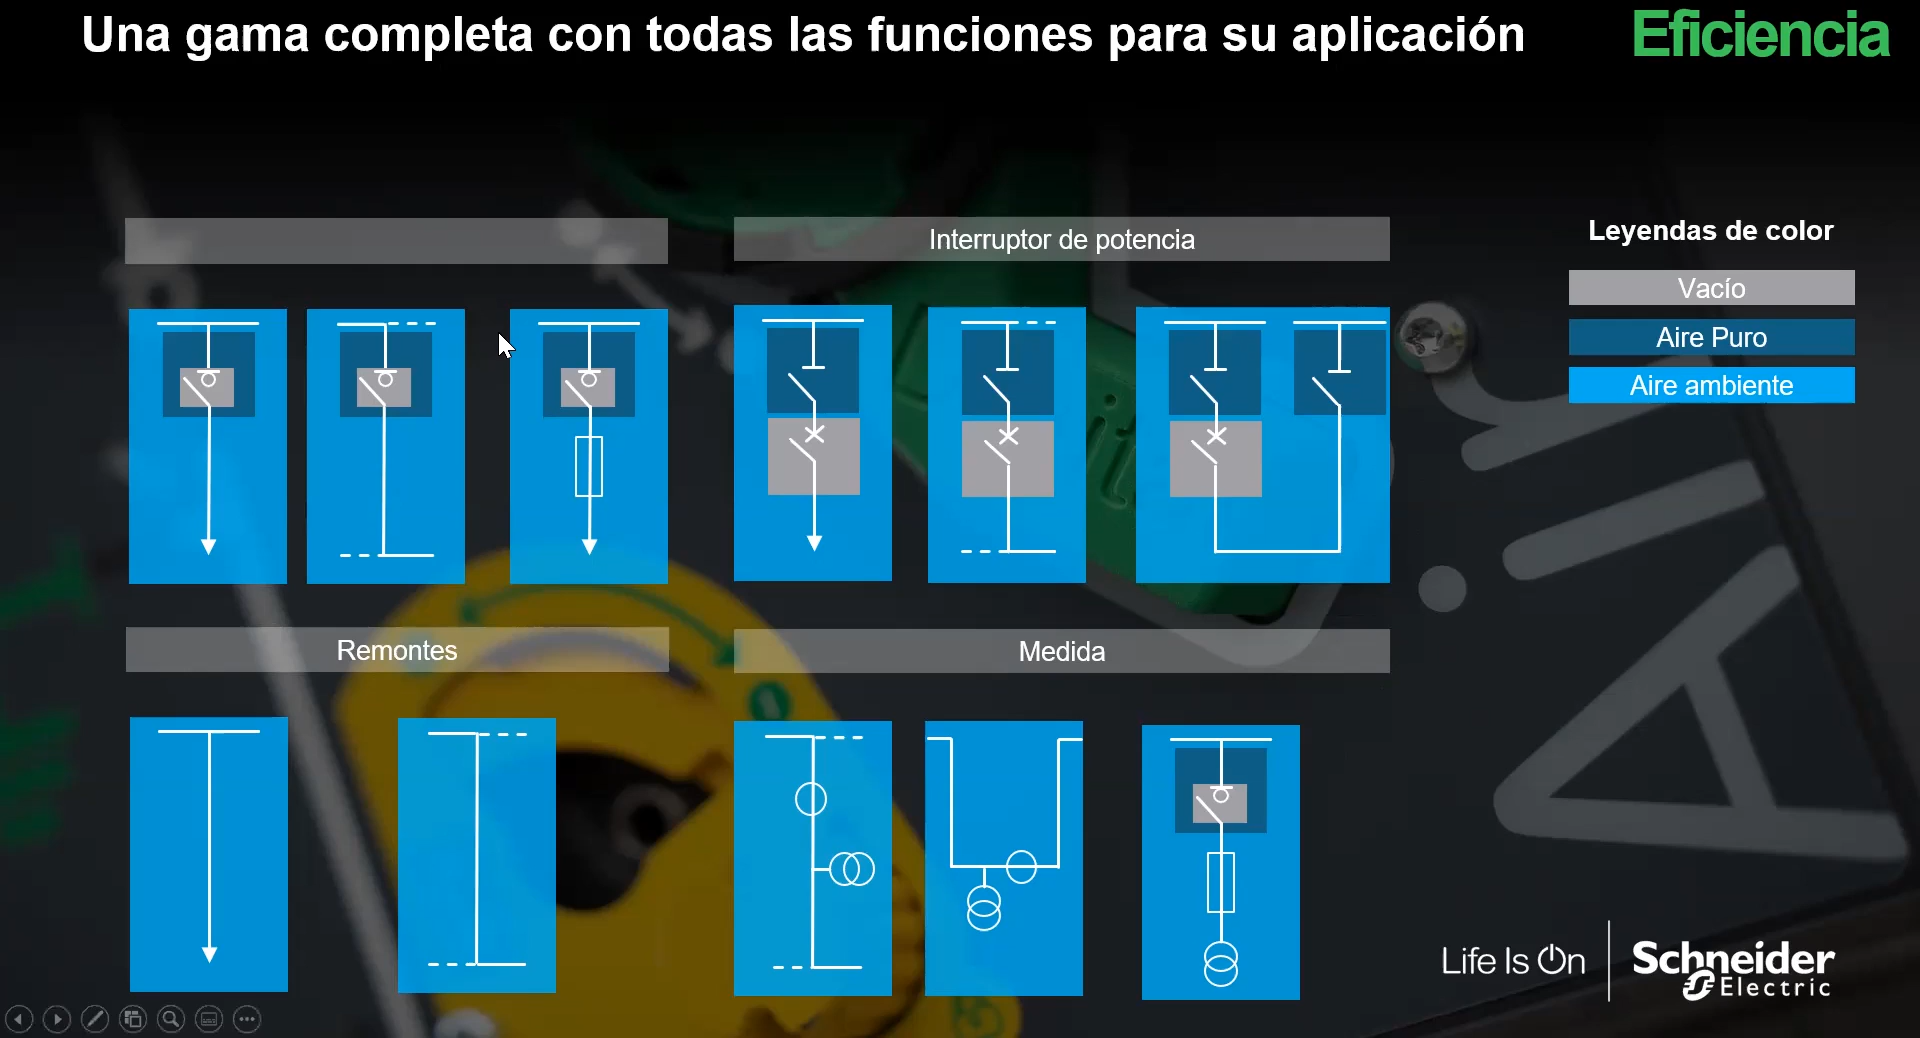 Una gama completa con todas las funciones para su aplicación
Eficiencia
Interruptor de potencia
Leyendas de color
Vacío
Aire Puro
Aire ambiente
Remontes
Medida
Life Is On
Schneider
Electric